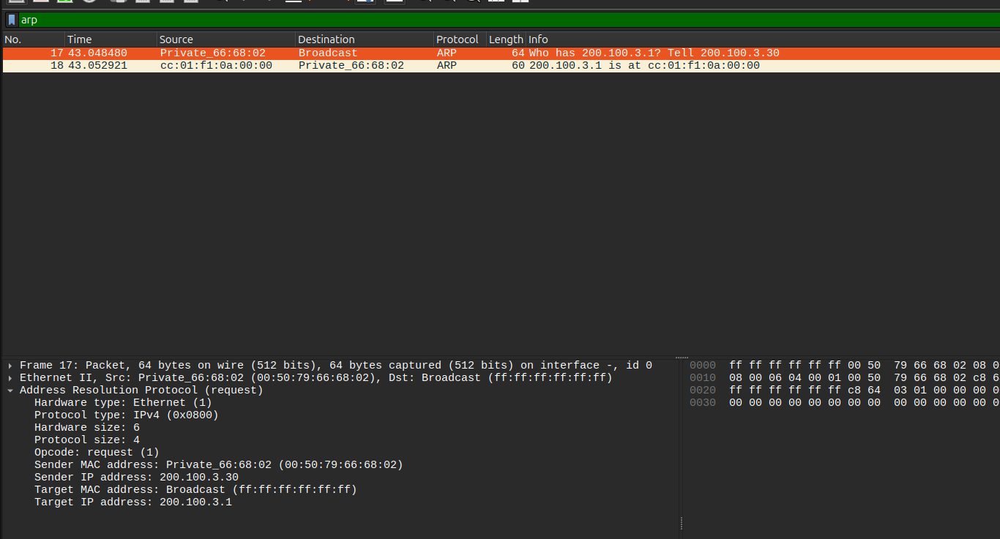 arp
No. Time Source Destination Protocol Length Info
17 43.048480 Private_66:68:02 Broadcast ARP 64 Who has 200.100.3.1? Tell 200.100.3.30
18 43.052921 cc:01:f1:0a:00:00 Private_66:68:02 ARP 60 200.100.3.1 is at cc:01:f1:0a:00:00
Frame 17: Packet, 64 bytes on wire (512 bits), 64 bytes captured (512 bits) on interface -, id 0
Ethernet II, Src: Private_66:68:02 (00:50:79:66:68:02), Dst: Broadcast (ff:ff:ff:ff:ff:ff)
Address Resolution Protocol (request)
Hardware type: Ethernet (1)
Protocol type: IPv4 (0x0800)
Hardware size: 6
Protocol size: 4
Opcode: request (1)
Sender MAC address: Private_66:68:02 (00:50:79:66:68:02)
Sender IP address: 200.100.3.30
Target MAC address: Broadcast (ff:ff:ff:ff:ff:ff)
Target IP address: 200.100.3.1
0000 ff ff ff ff ff ff 00 50 79 66 68 02 08 0
0010 08 00 06 04 00 01 00 50 79 66 68 02 c8 6
0020 ff ff ff ff ff ff c8 64 03 01 00 00 00 0
0030 00 00 00 00 00 00 00 00 00 00 00 00 00 0